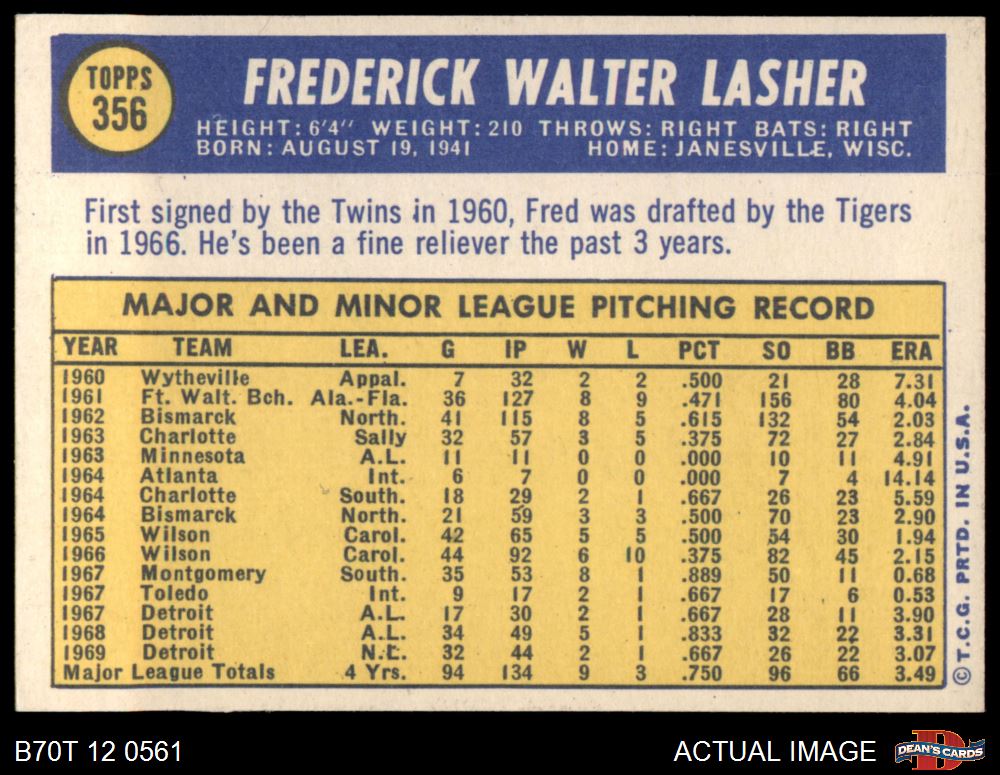 TOPPS
356
FREDERICK WALTER LASHER
HEIGHT: 6'4" WEIGHT: 210 THROWS: RIGHT BATS: RIGHT
BORN: AUGUST 19, 1941 HOME: JANESVILLE, WISC.
First signed by the Twins in 1960, Fred was drafted by the Tigers
in 1966. He's been a fine reliever the past 3 years.
MAJOR AND MINOR LEAGUE PITCHING RECORD
YEAR TEAM LEA. G IP W L PCT SO BB ERA
1960 Wytheville Appal. 7 32 2 2 .500 21 28 7.31
1961 Ft. Walt. Bch. Ala.-Fla. 36 127 8 9 .471 156 80 4.04
1962 Bismarck North. 41 115 8 5 .615 132 54 2.03
1963 Charlotte Sally 32 57 3 5 .375 72 27 2.84
1963 Minnesota A.L. 11 11 0 0 .000 10 11 4.91
1964 Atlanta Int. 6 7 0 0 .000 7 4 14.14
1964 Charlotte South. 18 29 2 1 .667 26 23 5.59
1964 Bismarck North. 21 59 3 3 .500 70 23 2.90
1965 Wilson Carol. 42 65 5 5 .500 54 30 1.94
1966 Wilson Carol. 44 92 6 10 .375 82 45 2.15
1967 Montgomery South. 35 53 8 1 .889 50 11 0.68
1967 Toledo Int. 9 17 2 1 .667 17 6 0.53
1967 Detroit A.L. 17 30 2 1 .667 28 11 3.90
1968 Detroit A.L. 34 49 5 1 .833 32 22 3.31
1969 Detroit N.L. 32 44 2 1 .667 26 22 3.07
Major League Totals 4 Yrs. 94 134 9 3 .750 96 66 3.49
© T.C.G. PRTD. IN U.S.A.
B70T 12 0561
ACTUAL IMAGE
B
DEAN'S CARDS